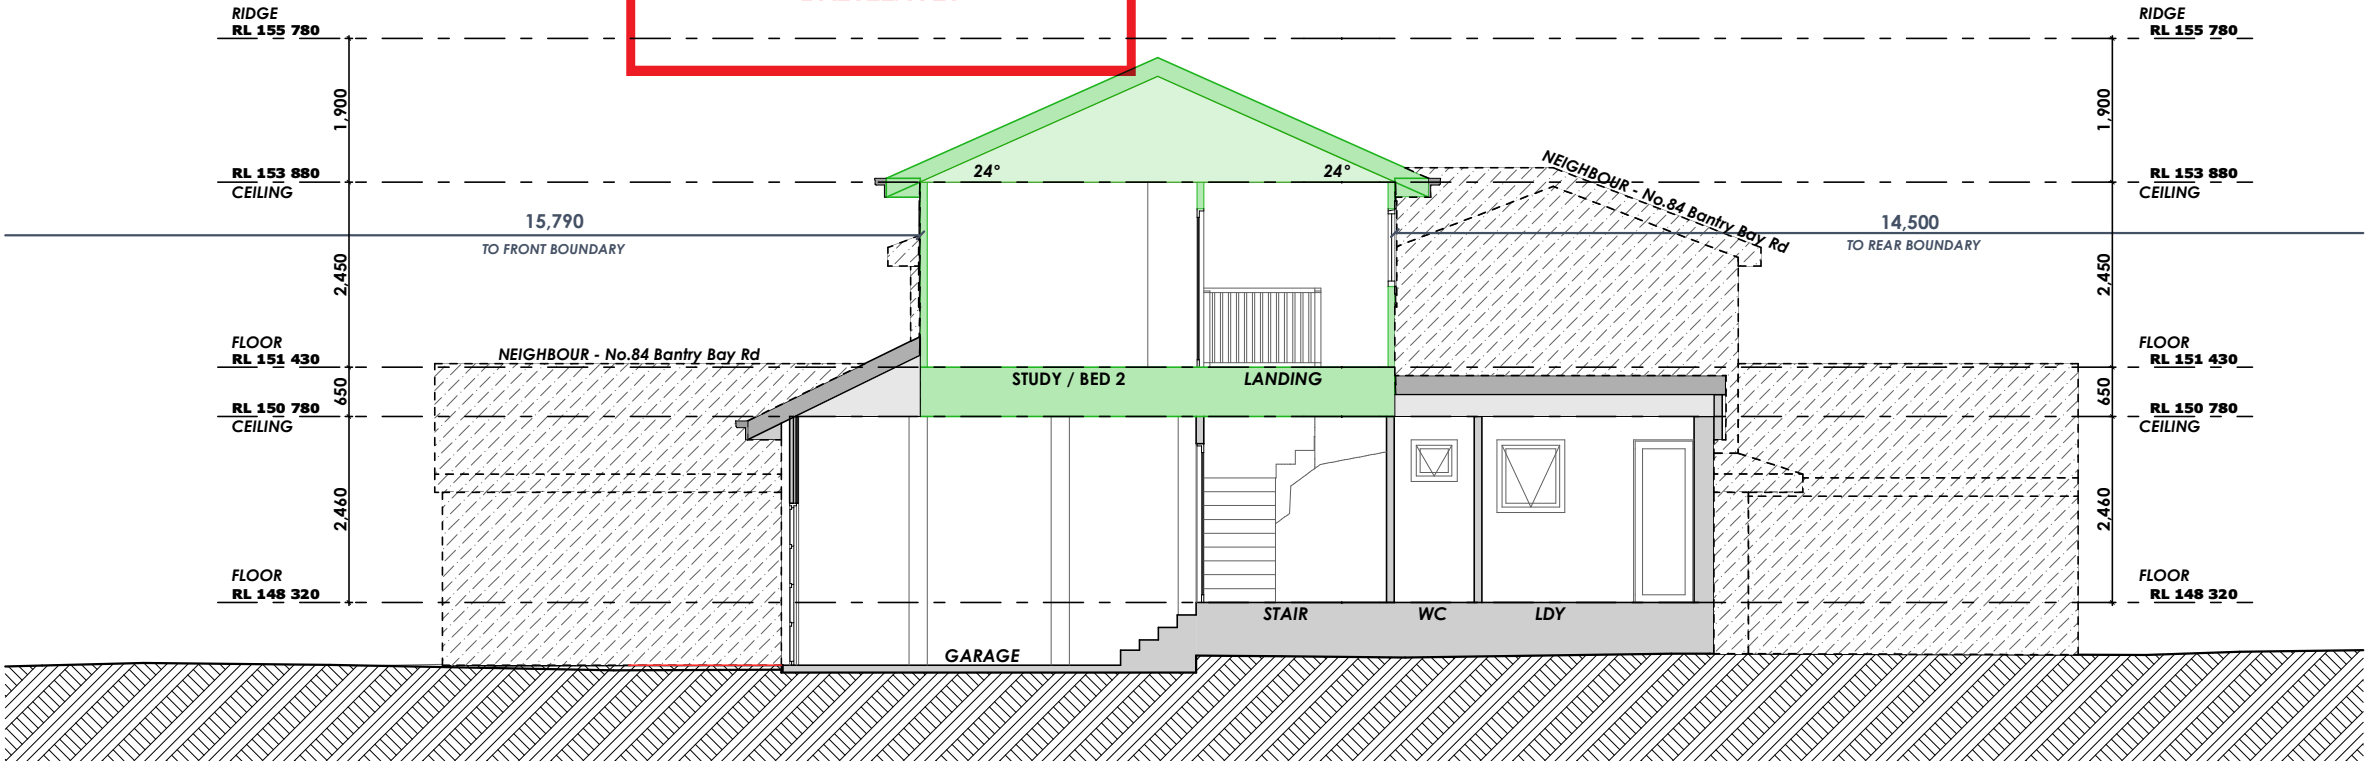 RIDGE
RL 155 780
RIDGE
RL 155 780
1,900
1,900
24°
24°
RL 153 880
CEILING
RL 153 880
CEILING
NEIGHBOUR - No.84 Bantry Bay Rd
15,790
TO FRONT BOUNDARY
14,500
TO REAR BOUNDARY
2,450
2,450
FLOOR
RL 151 430
NEIGHBOUR - No.84 Bantry Bay Rd
FLOOR
RL 151 430
STUDY / BED 2
LANDING
650
650
RL 150 780
CEILING
RL 150 780
CEILING
2,460
2,460
FLOOR
RL 148 320
FLOOR
RL 148 320
STAIR
WC
LDY
GARAGE